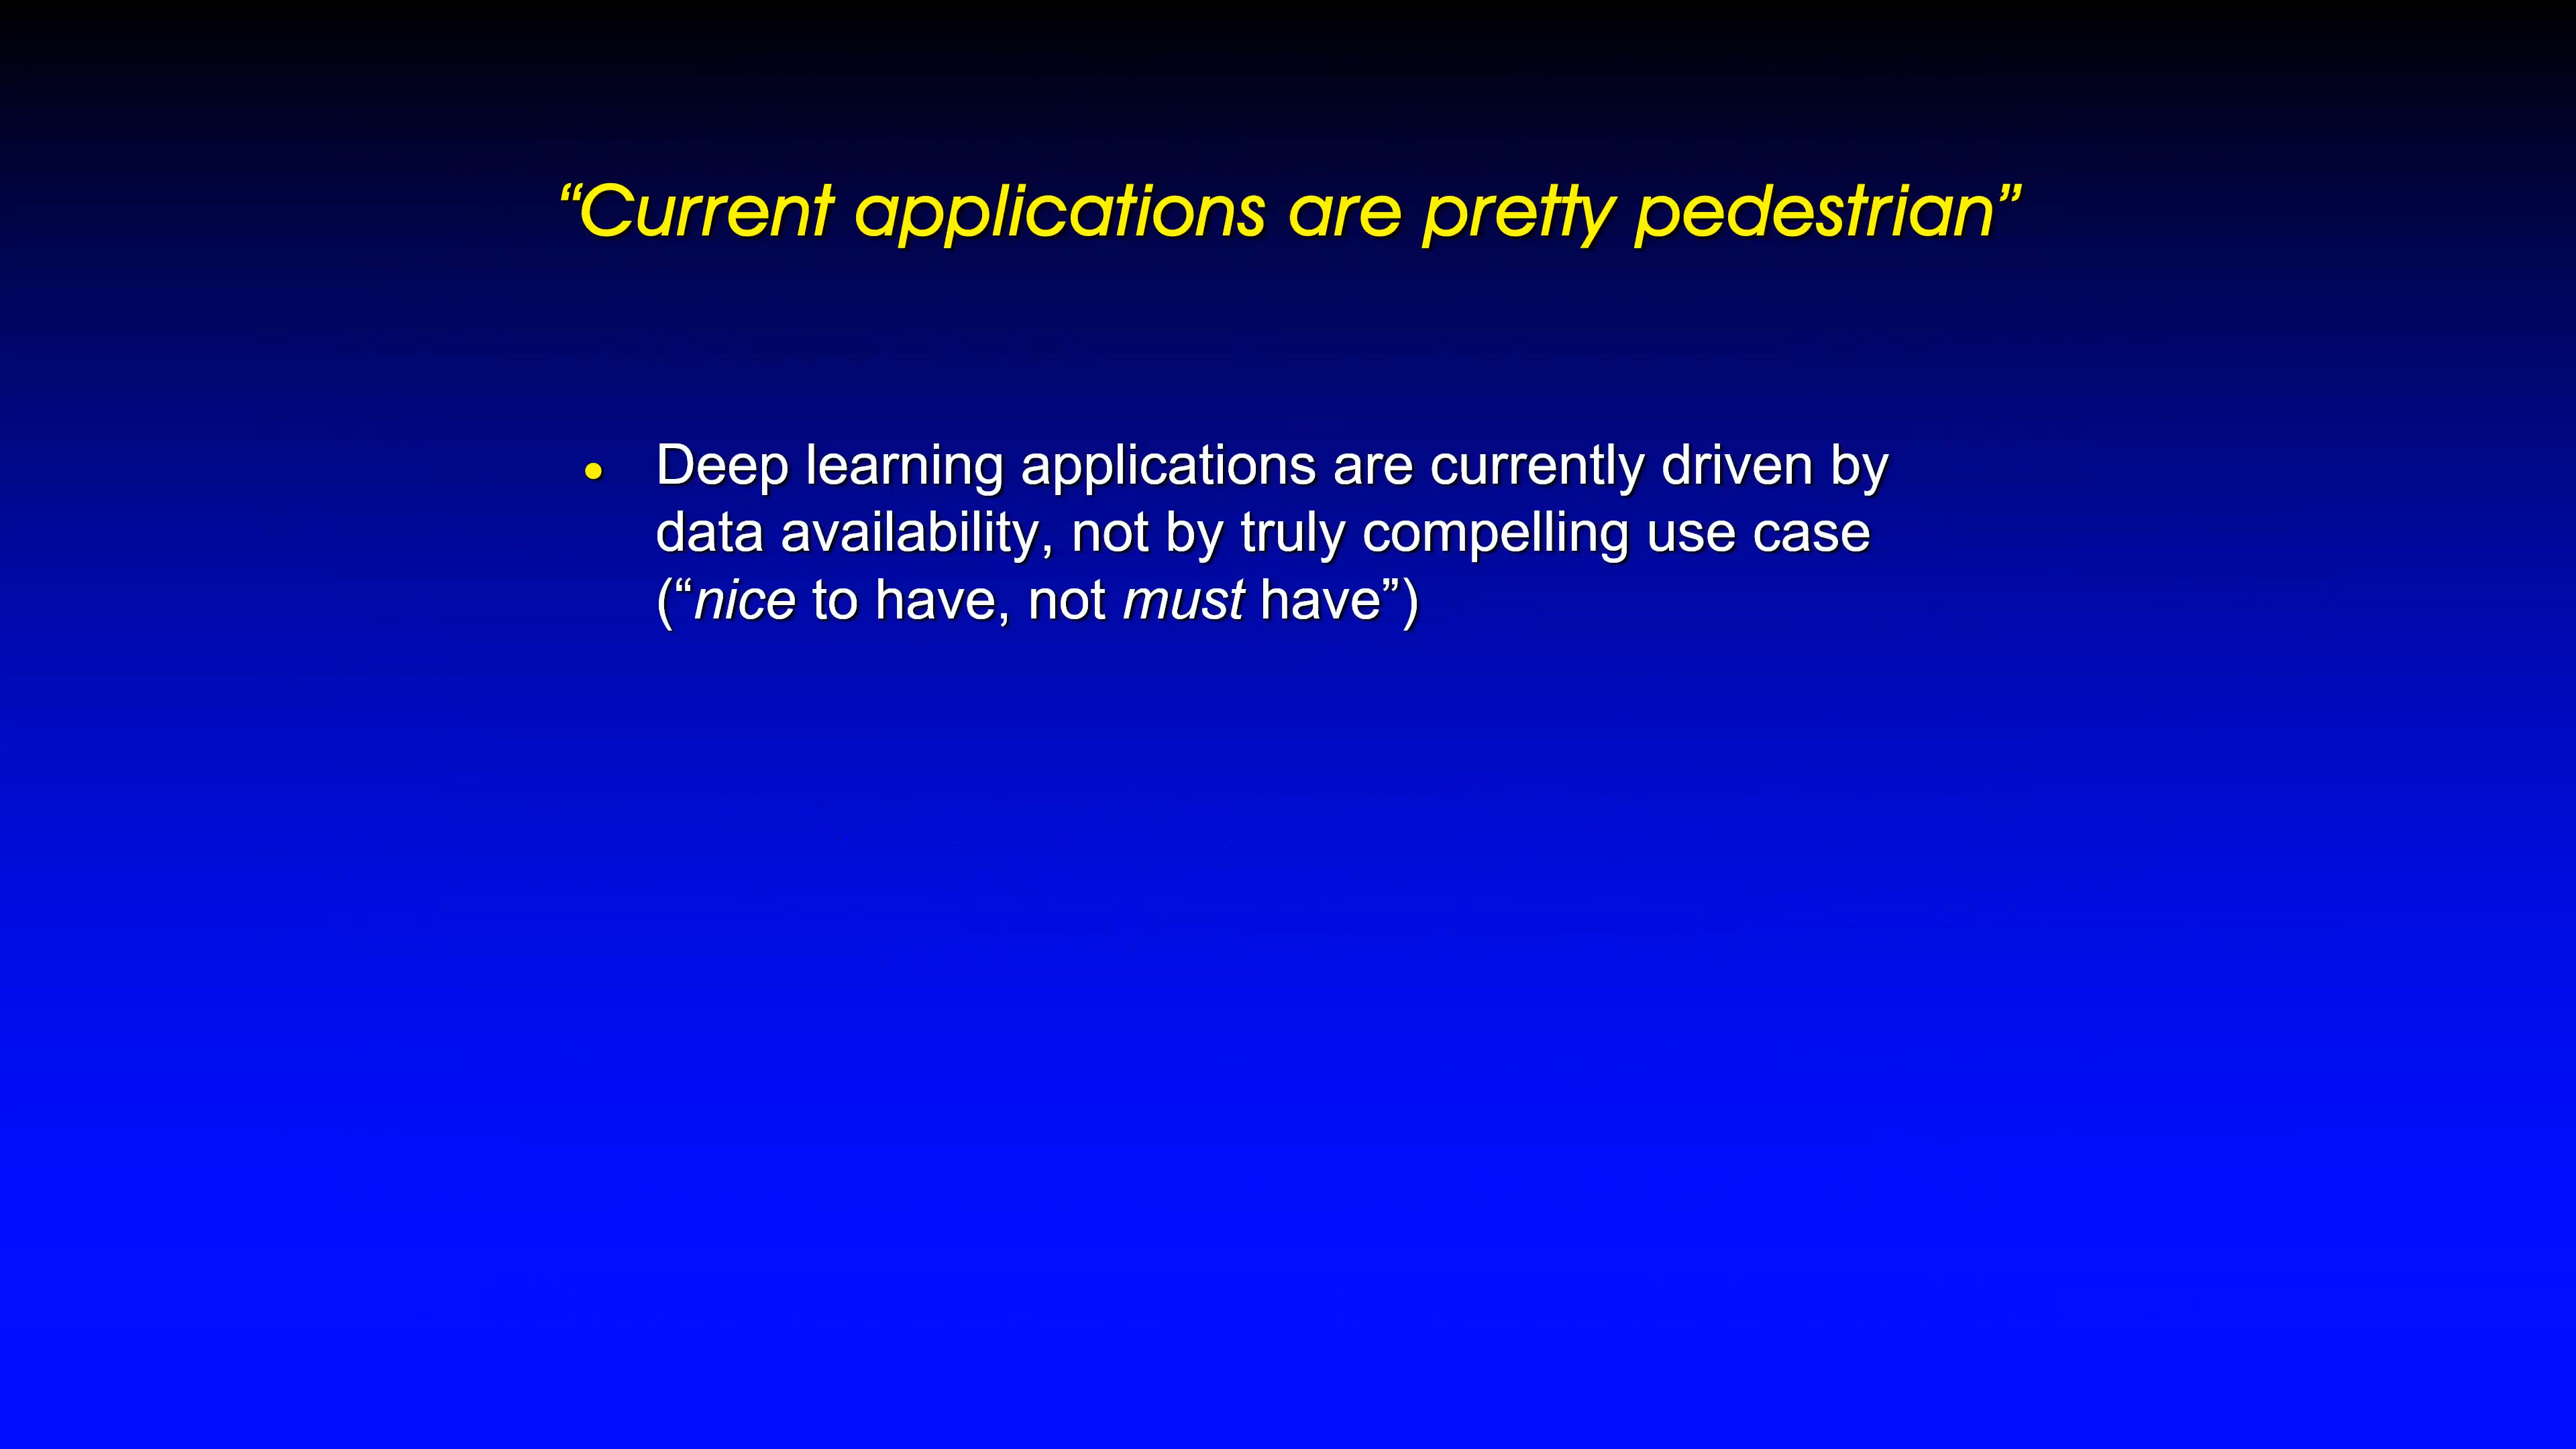 “Current applications are pretty pedestrian”
• Deep learning applications are currently driven by
data availability, not by truly compelling use case
(“nice to have, not must have”)